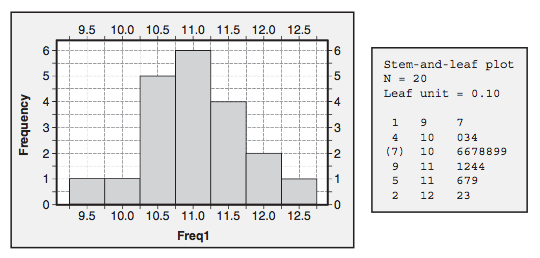 9.5 10.0 10.5 11.0 11.5 12.0 12.5
6 6
5 5
4 4
3 3
2 2
1 1
0 0
9.5 10.0 10.5 11.0 11.5 12.0 12.5
Frequency
Freq1
Stem-and-leaf plot
N = 20
Leaf unit = 0.10
1 9 7
4 10 034
(7) 10 6678899
9 11 1244
5 11 679
2 12 23